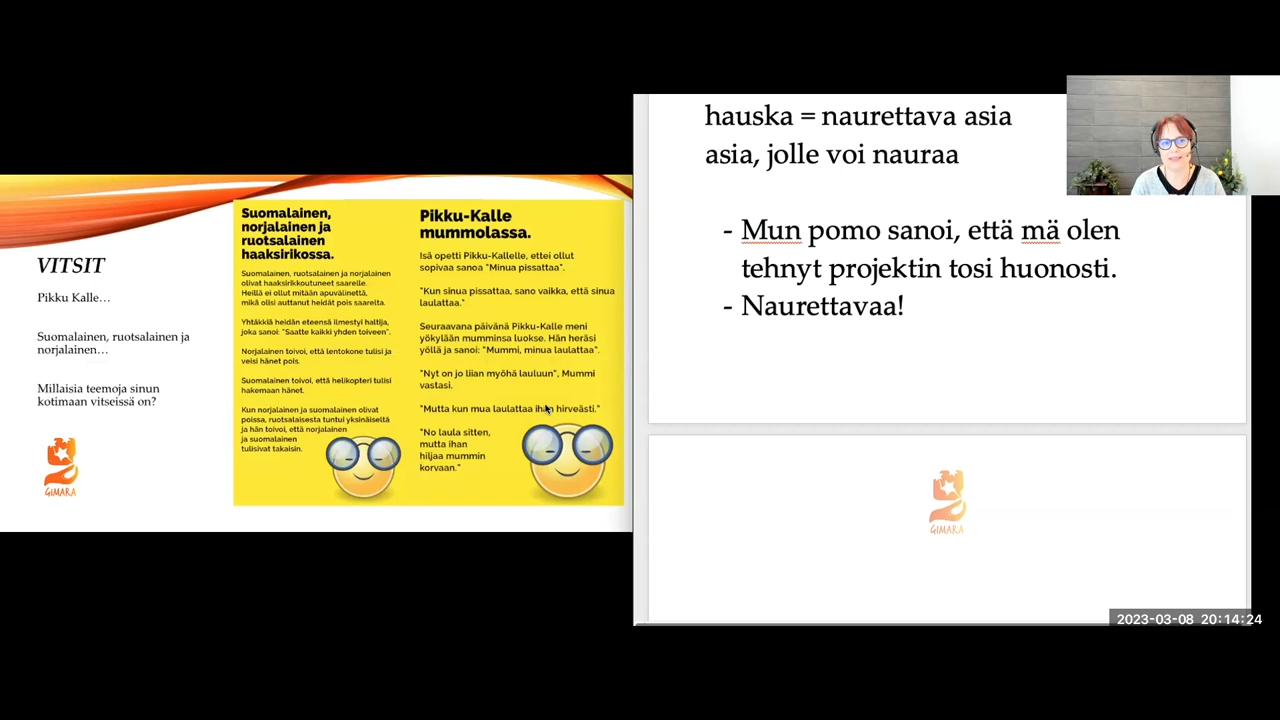 VITSIT
Pikku Kalle…
Suomalainen, ruotsalainen ja
norjalainen…
Millaisia teemoja sinun
kotimaan vitseissä on?
GIMARA
Suomalainen,
norjalainen ja
ruotsalainen
haaksirikossa.
Suomalainen, ruotsalainen ja norjalainen
olivat haaksirikkoutuneet saarelle.
Heillä ei ollut mitään apuvälinettä,
mikä olisi auttanut heidät pois saarelta.
Yhtäkkiä heidän eteensä ilmestyi haltija,
joka sanoi: "Saatte kaikki yhden toiveen".
Norjalainen toivoi, että lentokone tulisi ja
veisi hänet pois.
Suomalainen toivoi, että helikopteri tulisi
hakemaan hänet.
Kun norjalainen ja suomalainen olivat
poissa, ruotsalaisesta tuntui yksinäiseltä
ja hän toivoi, että norjalainen
ja suomalainen
tulisivat takaisin.
Pikku-Kalle
mummolassa.
Isä opetti Pikku-Kallelle, ettei ollut
sopivaa sanoa "Minua pissattaa".
"Kun sinua pissattaa, sano vaikka, että sinua
laulattaa."
Seuraavana päivänä Pikku-Kalle meni
yökylään mumminsa luokse. Hän heräsi
yöllä ja sanoi: "Mummi, minua laulattaa".
"Nyt on jo liian myöhä lauluun", Mummi
vastasi.
"Mutta kun mua laulattaa ihan hirveästi."
"No laula sitten,
mutta ihan
hiljaa mummin
korvaan."
hauska = naurettava asia
asia, jolle voi nauraa
- Mun pomo sanoi, että mä olen
tehnyt projektin tosi huonosti.
- Naurettavaa!
GIMARA
2023-03-08 20:14:24